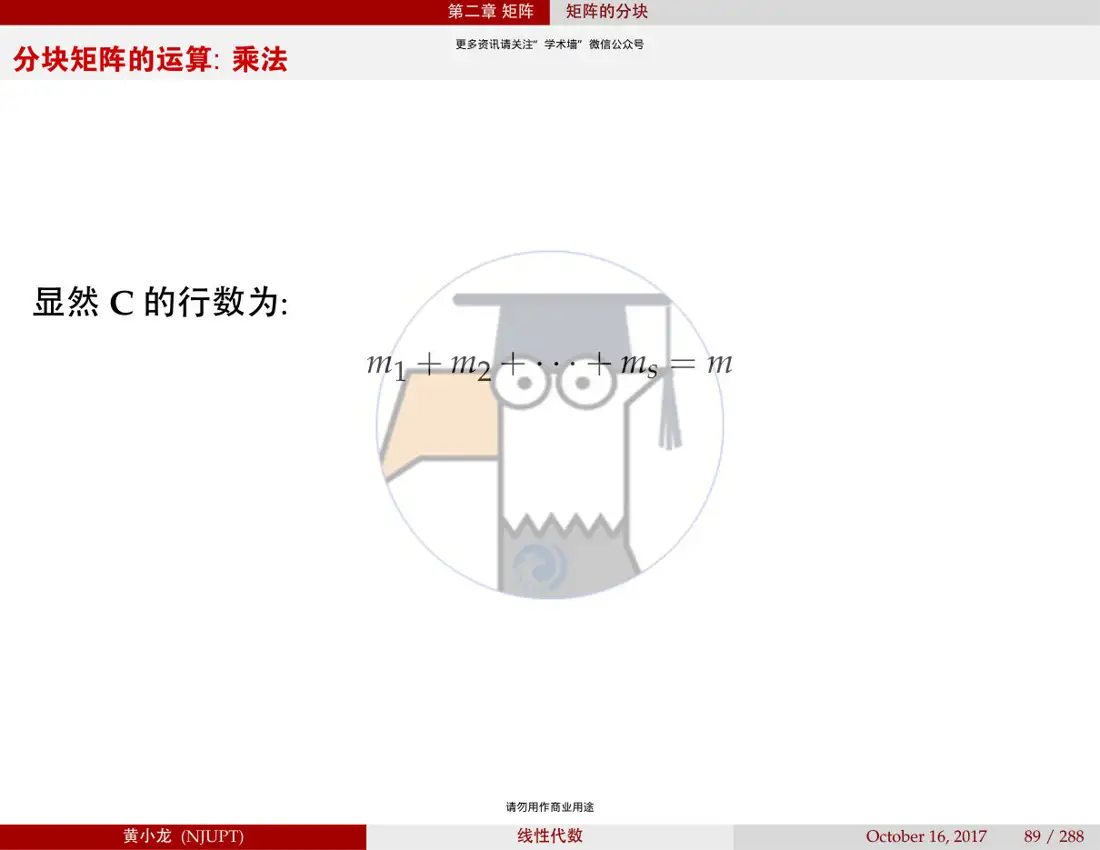 第二章 矩阵 矩阵的分块
更多资讯请关注“学术墙”微信公众号
分块矩阵的运算: 乘法
显然 C 的行数为:
m₁ + m₂ + · · · + mₛ = m
请勿用作商业用途
黄小龙 (NJUPT) 线性代数 October 16, 2017 89 / 288